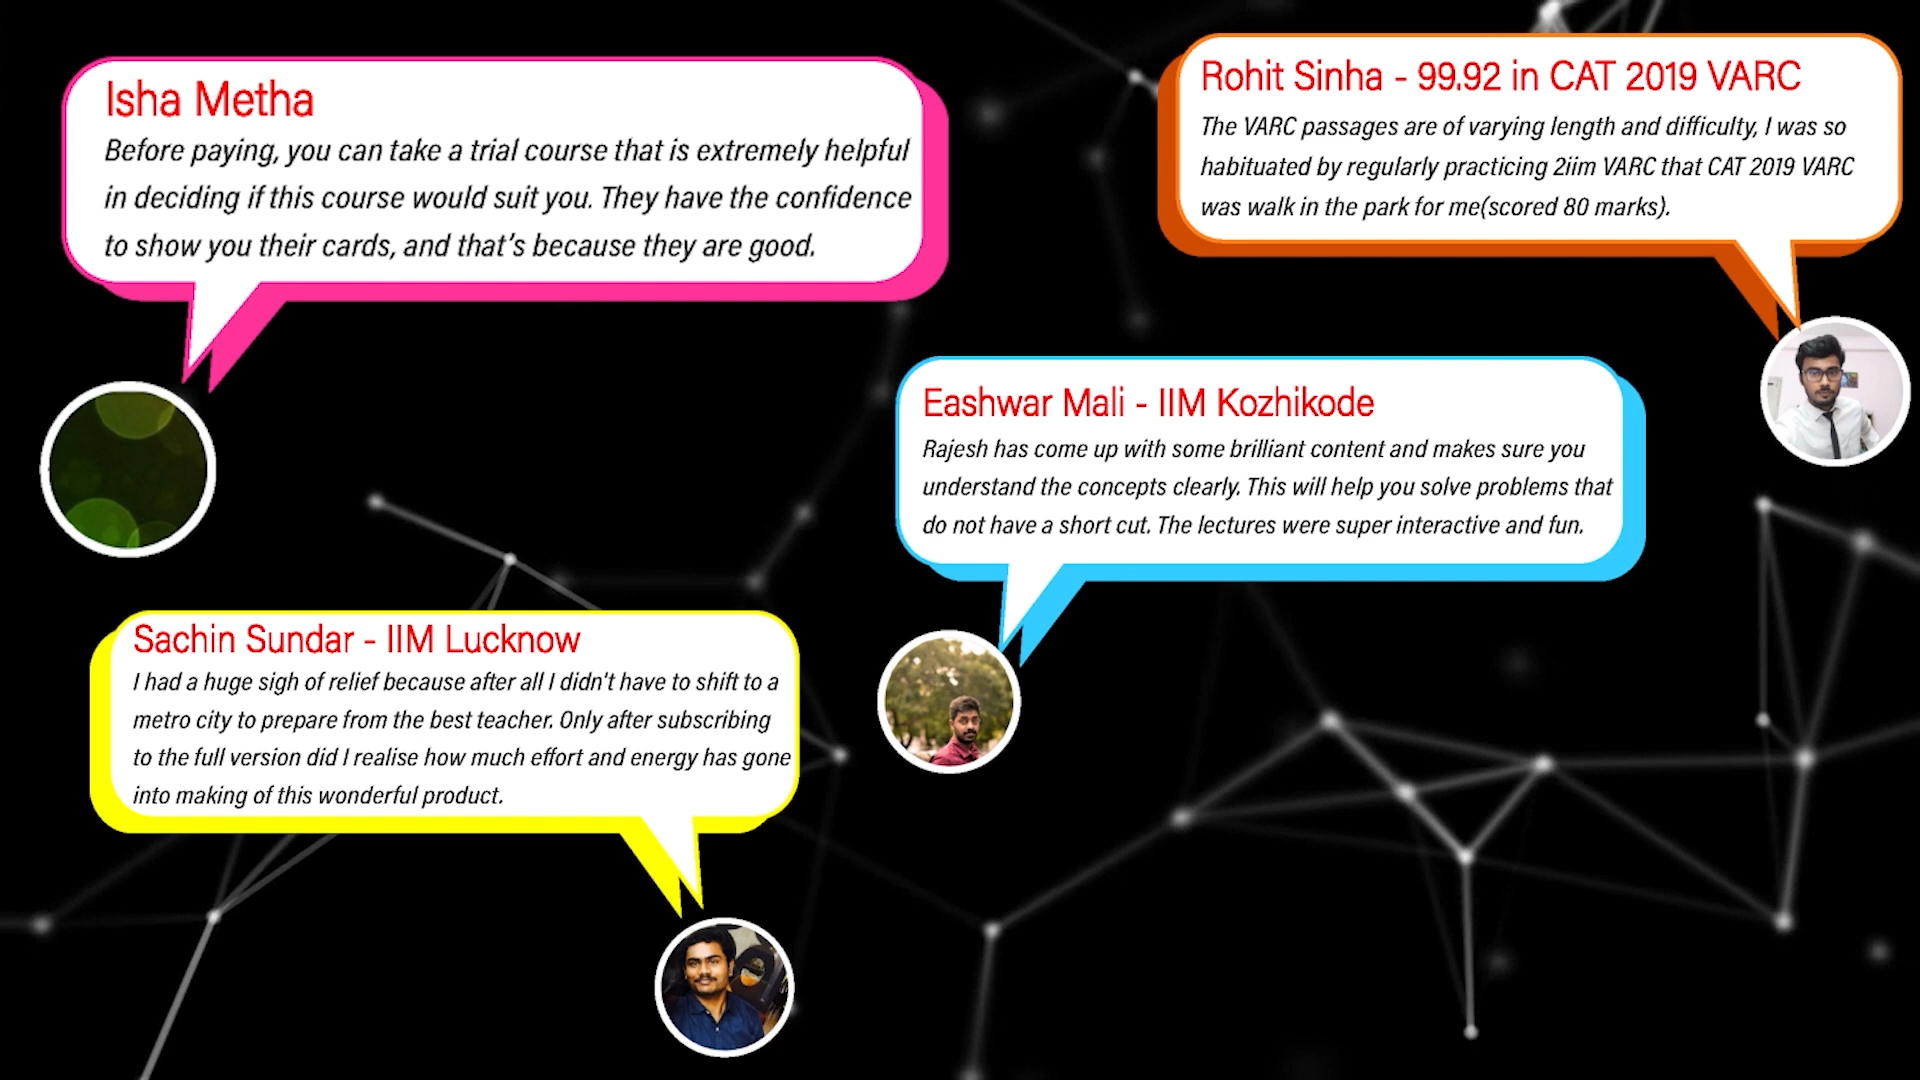 Isha Metha
Before paying, you can take a trial course that is extremely helpful
in deciding if this course would suit you. They have the confidence
to show you their cards, and that's because they are good.
Rohit Sinha - 99.92 in CAT 2019 VARC
The VARC passages are of varying length and difficulty, I was so
habituated by regularly practicing 2iim VARC that CAT 2019 VARC
was walk in the park for me(scored 80 marks).
Eashwar Mali - IIM Kozhikode
Rajesh has come up with some brilliant content and makes sure you
understand the concepts clearly. This will help you solve problems that
do not have a short cut. The lectures were super interactive and fun.
Sachin Sundar - IIM Lucknow
I had a huge sigh of relief because after all I didn't have to shift to a
metro city to prepare from the best teacher. Only after subscribing
to the full version did I realise how much effort and energy has gone
into making of this wonderful product.